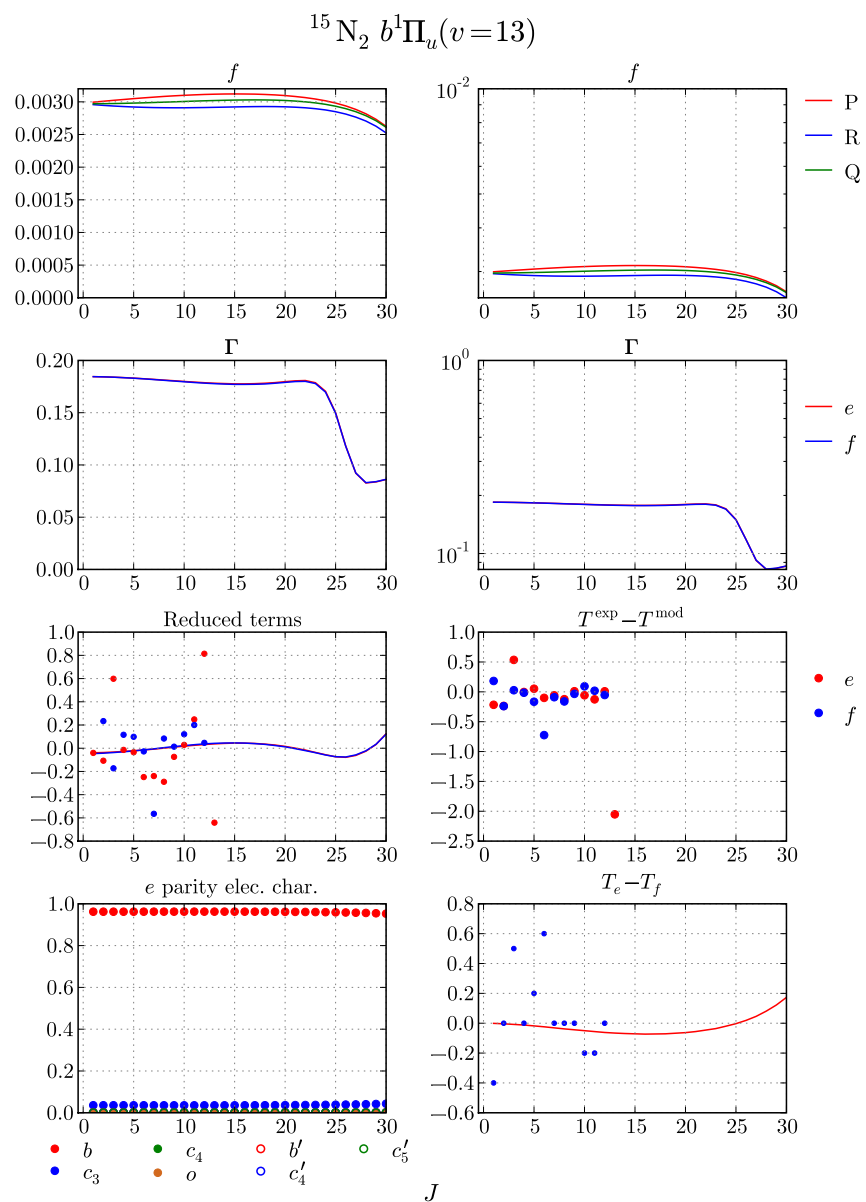 ¹⁵N₂ b¹Πᵤ(v=13)
f f
0.0030 0.0025 0.0020 0.0015 0.0010 0.0005 0.0000
0 5 10 15 20 25 30
10⁻²
0 5 10 15 20 25 30
P
R
Q
Γ Γ
0.20 0.15 0.10 0.05 0.00
0 5 10 15 20 25 30
10⁰ 10⁻¹
0 5 10 15 20 25 30
e
f
Reduced terms T^exp−T^mod
1.0 0.8 0.6 0.4 0.2 0.0 −0.2 −0.4 −0.6 −0.8
0 5 10 15 20 25 30
1.0 0.5 0.0 −0.5 −1.0 −1.5 −2.0 −2.5
0 5 10 15 20 25 30
e
f
e parity elec. char. Tₑ−T_f
1.0 0.8 0.6 0.4 0.2 0.0
0 5 10 15 20 25 30
0.8 0.6 0.4 0.2 0.0 −0.2 −0.4 −0.6
0 5 10 15 20 25 30
b c₄ b′ c′₅
c₃ o c′₄
J